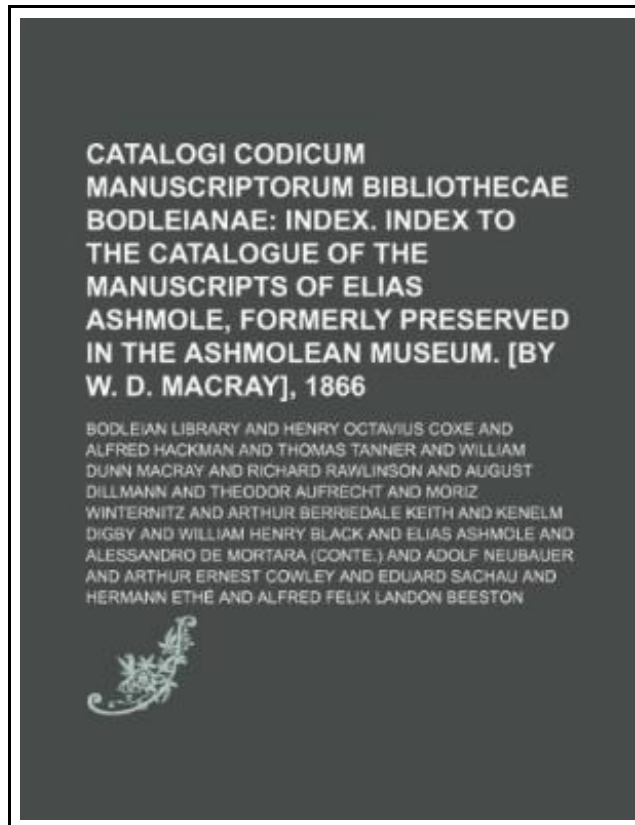 CATALOGI CODICUM
MANUSCRIPTORUM BIBLIOTHECAE
BODLEIANAE: INDEX. INDEX TO
THE CATALOGUE OF THE
MANUSCRIPTS OF ELIAS
ASHMOLE, FORMERLY PRESERVED
IN THE ASHMOLEAN MUSEUM. [BY
W. D. MACRAY], 1866
BODLEIAN LIBRARY AND HENRY OCTAVIUS COXE AND
ALFRED HACKMAN AND THOMAS TANNER AND WILLIAM
DUNN MACRAY AND RICHARD RAWLINSON AND AUGUST
DILLMANN AND THEODOR AUFRECHT AND MORIZ
WINTERNITZ AND ARTHUR BERRIEDALE KEITH AND KENELM
DIGBY AND WILLIAM HENRY BLACK AND ELIAS ASHMOLE AND
ALESSANDRO DE MORTARA (CONTE.) AND ADOLF NEUBAUER
AND ARTHUR ERNEST COWLEY AND EDUARD SACHAU AND
HERMANN ETHÉ AND ALFRED FELIX LANDON BEESTON